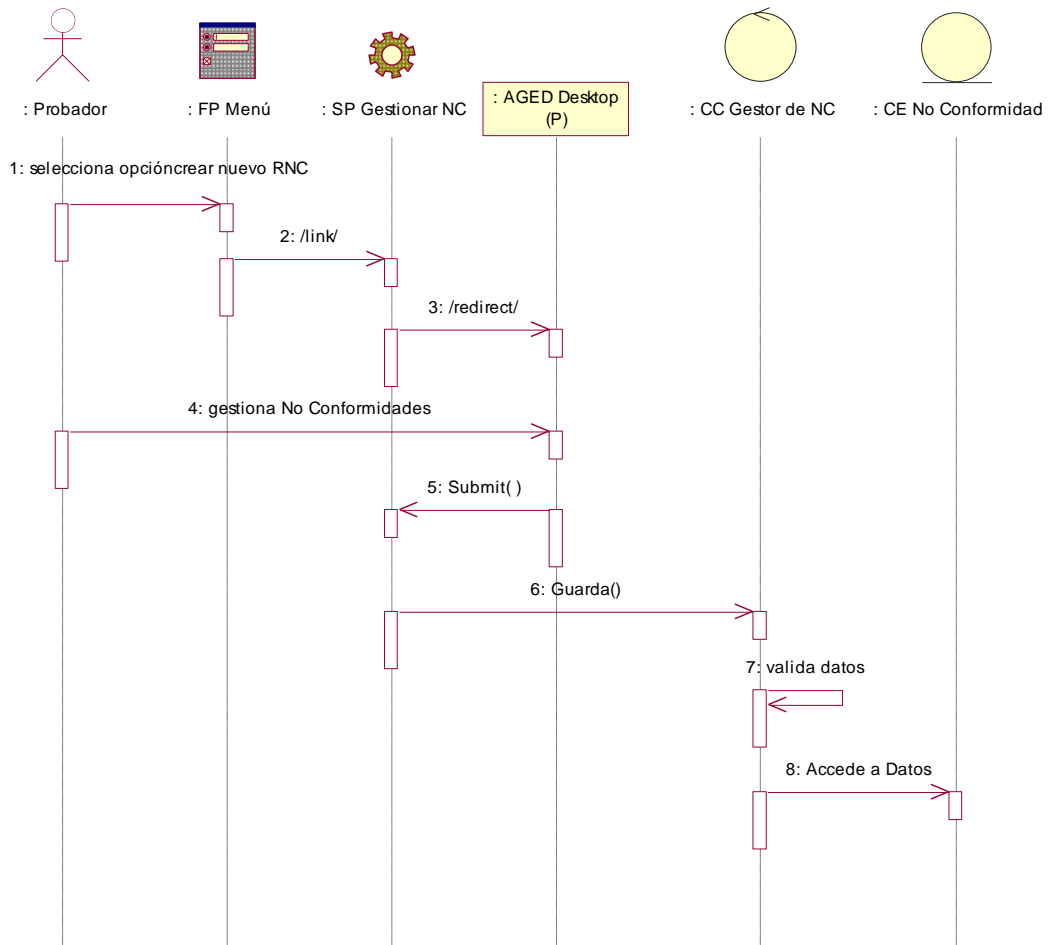 : Probador
: FP Menú
: SP Gestionar NC
: AGED Desktop
(P)
: CC Gestor de NC
: CE No Conformidad
1: selecciona opcióncrear nuevo RNC
2: /link/
3: /redirect/
4: gestiona No Conformidades
5: Submit( )
6: Guarda()
7: valida datos
8: Accede a Datos